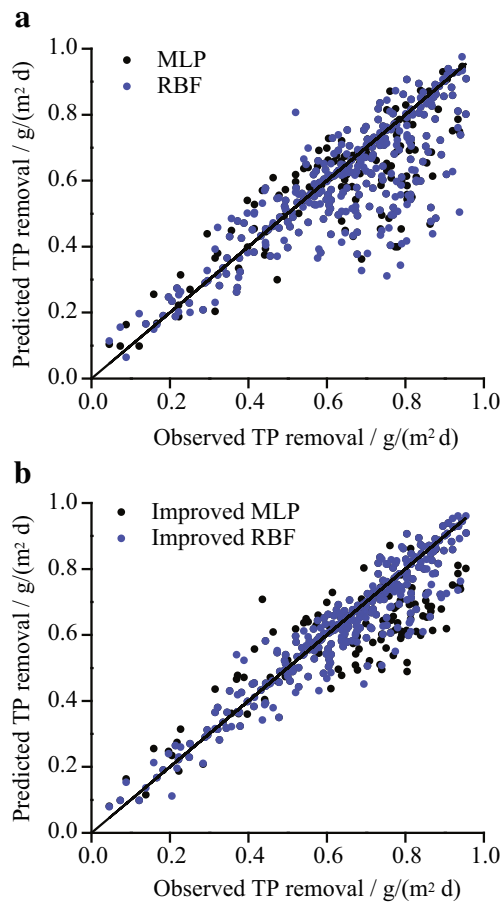 a
MLP
RBF
1.0
0.8
0.6
0.4
0.2
0.0
Predicted TP removal / g/(m² d)
0.0 0.2 0.4 0.6 0.8 1.0
Observed TP removal / g/(m² d)
b
Improved MLP
Improved RBF
1.0
0.8
0.6
0.4
0.2
0.0
Predicted TP removal / g/(m² d)
0.0 0.2 0.4 0.6 0.8 1.0
Observed TP removal / g/(m² d)